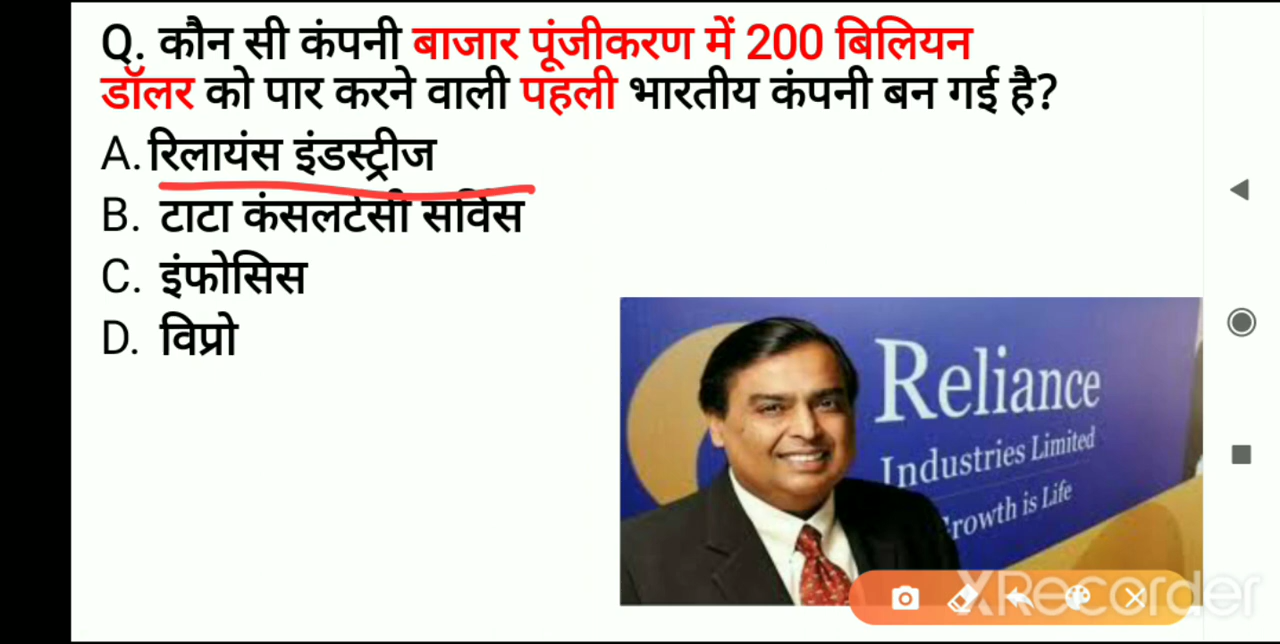 Q. कौन सी कंपनी बाजार पूंजीकरण में 200 बिलियन
डॉलर को पार करने वाली पहली भारतीय कंपनी बन गई है?
A. रिलायंस इंडस्ट्रीज
B. टाटा कंसलटेंसी सर्विस
C. इंफोसिस
D. विप्रो
Reliance
Industries Limited
Growth is Life
XRecorder